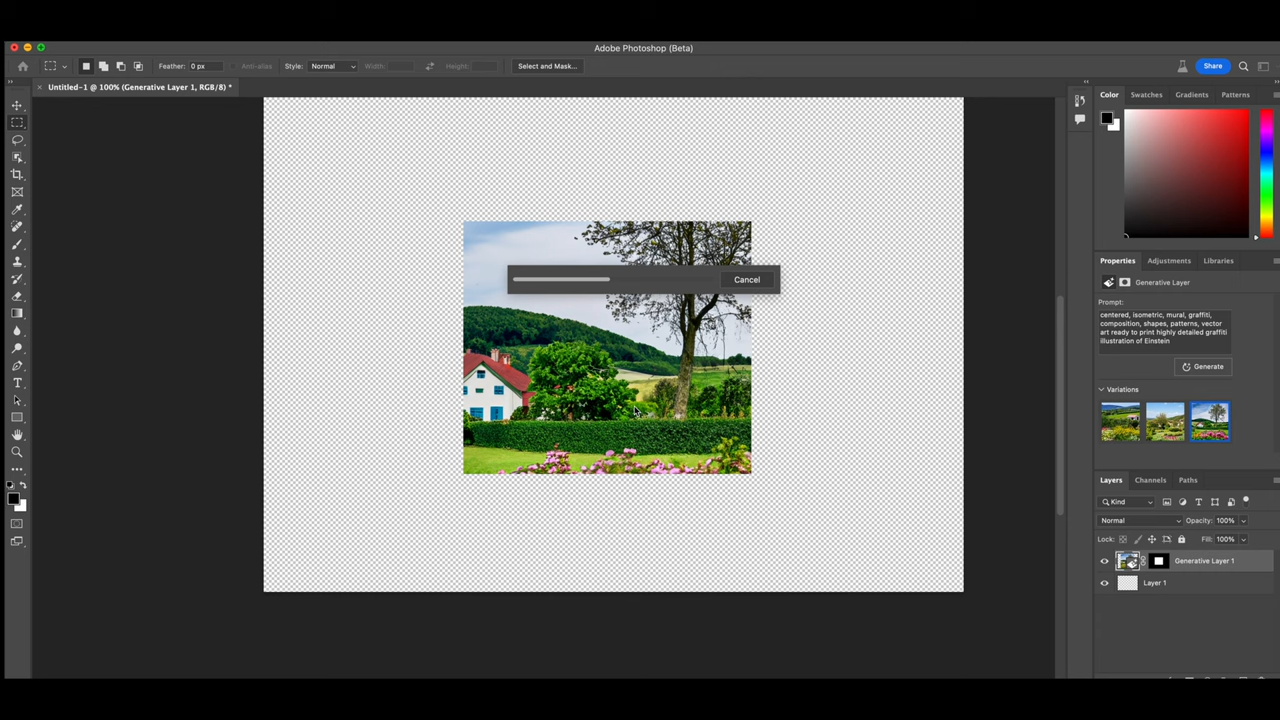 Adobe Photoshop (Beta)
Feather: 0 px
Anti-alias
Style: Normal
Width:
Height:
Select and Mask...
Share
× Untitled-1 @ 100% (Generative Layer 1, RGB/8) *
Color Swatches Gradients Patterns
Cancel
Properties Adjustments Libraries
Generative Layer
Prompt:
centered, isometric, mural, graffiti,
composition, shapes, patterns, vector
art ready to print highly detailed graffiti
illustration of Einstein
Generate
Variations
Layers Channels Paths
Kind
Normal Opacity: 100%
Lock: Fill: 100%
Generative Layer 1
Layer 1